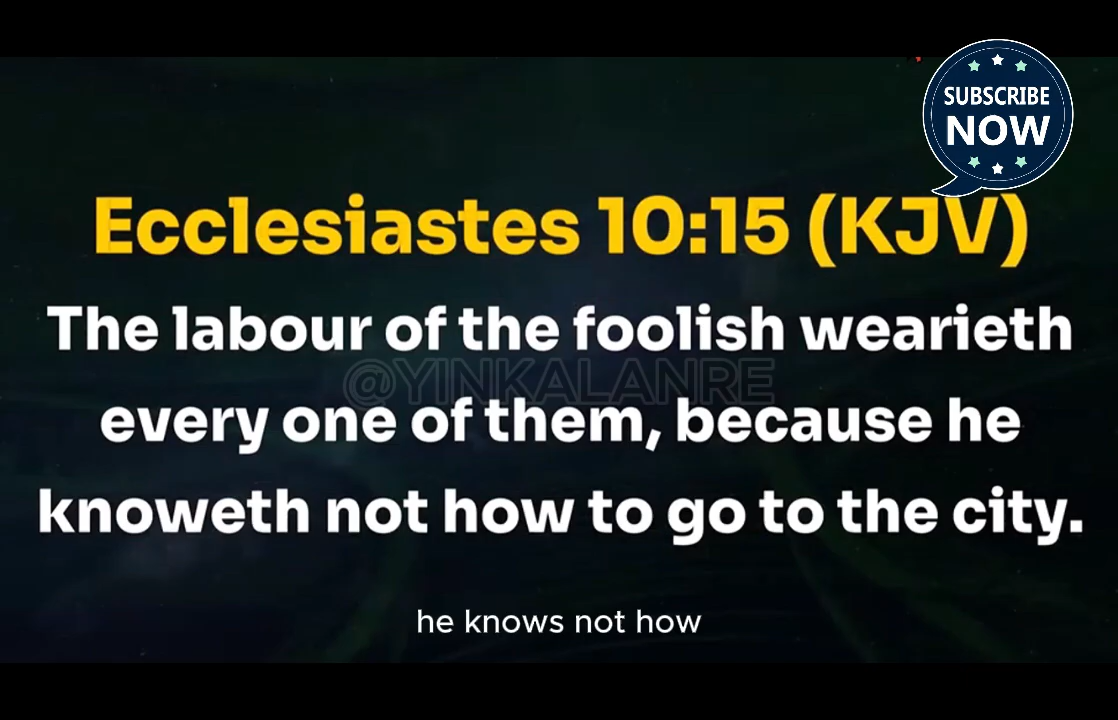 SUBSCRIBE
NOW
Ecclesiastes 10:15 (KJV)
The labour of the foolish wearieth
@YINKALANRE
every one of them, because he
knoweth not how to go to the city.
he knows not how